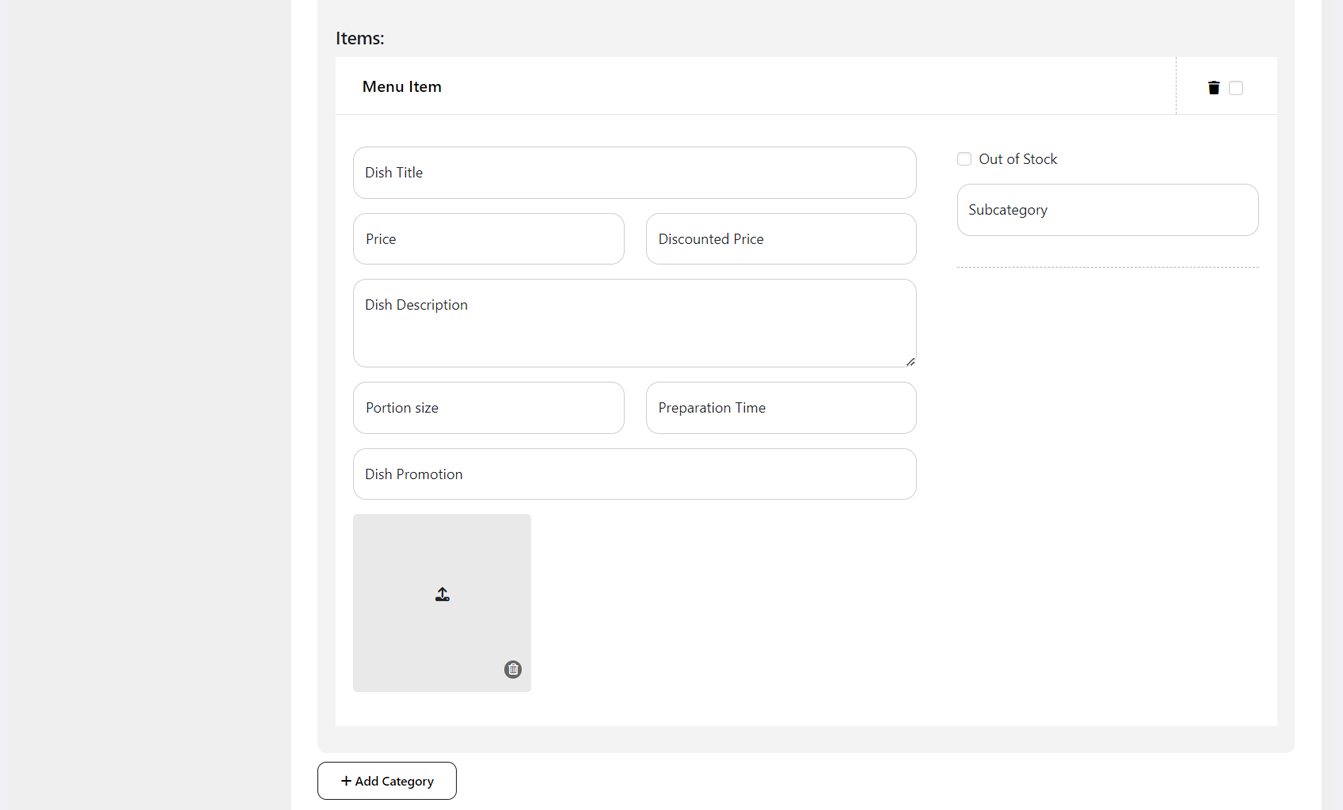 Items:
Menu Item
Dish Title
Out of Stock
Subcategory
Price
Discounted Price
Dish Description
Portion size
Preparation Time
Dish Promotion
+ Add Category